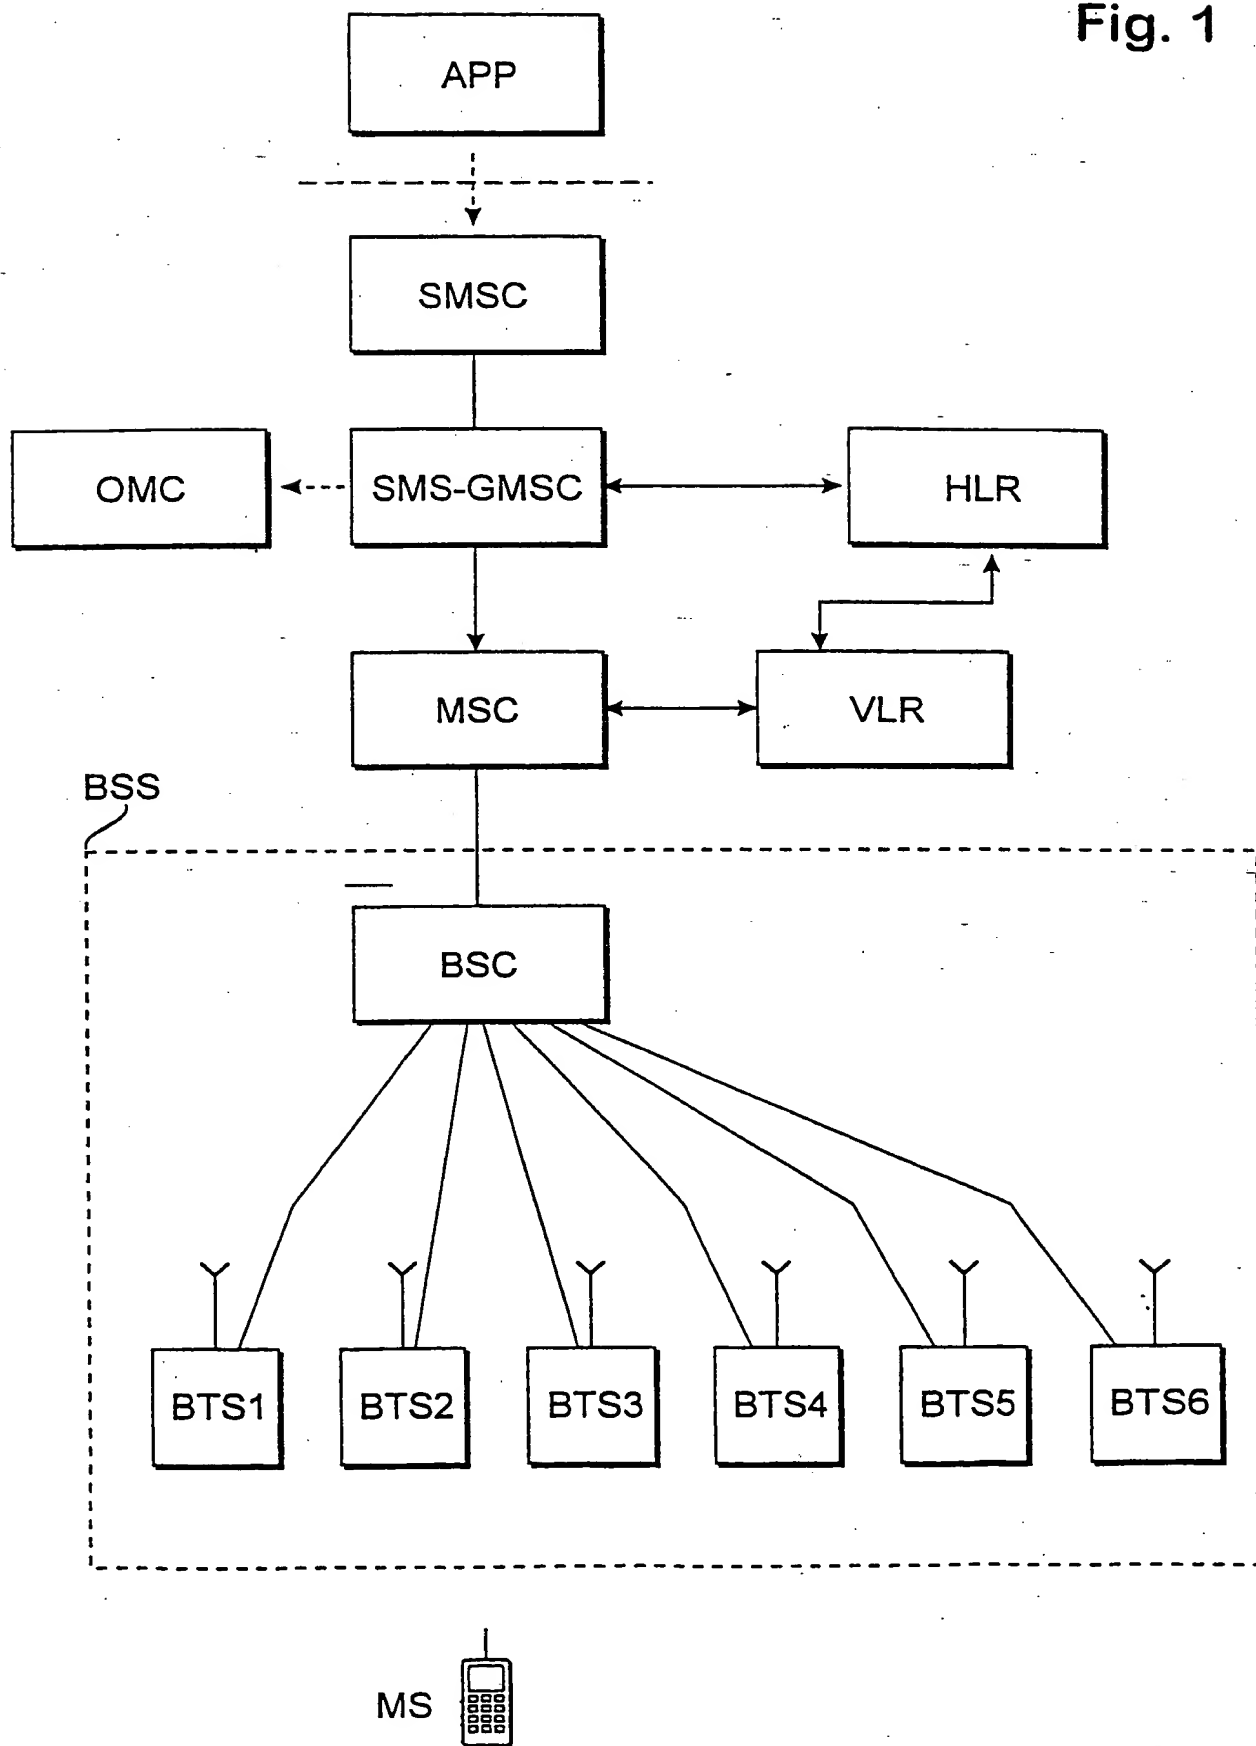 Fig. 1
APP
SMSC
OMC
SMS-GMSC
HLR
MSC
VLR
BSS
BSC
BTS1
BTS2
BTS3
BTS4
BTS5
BTS6
MS